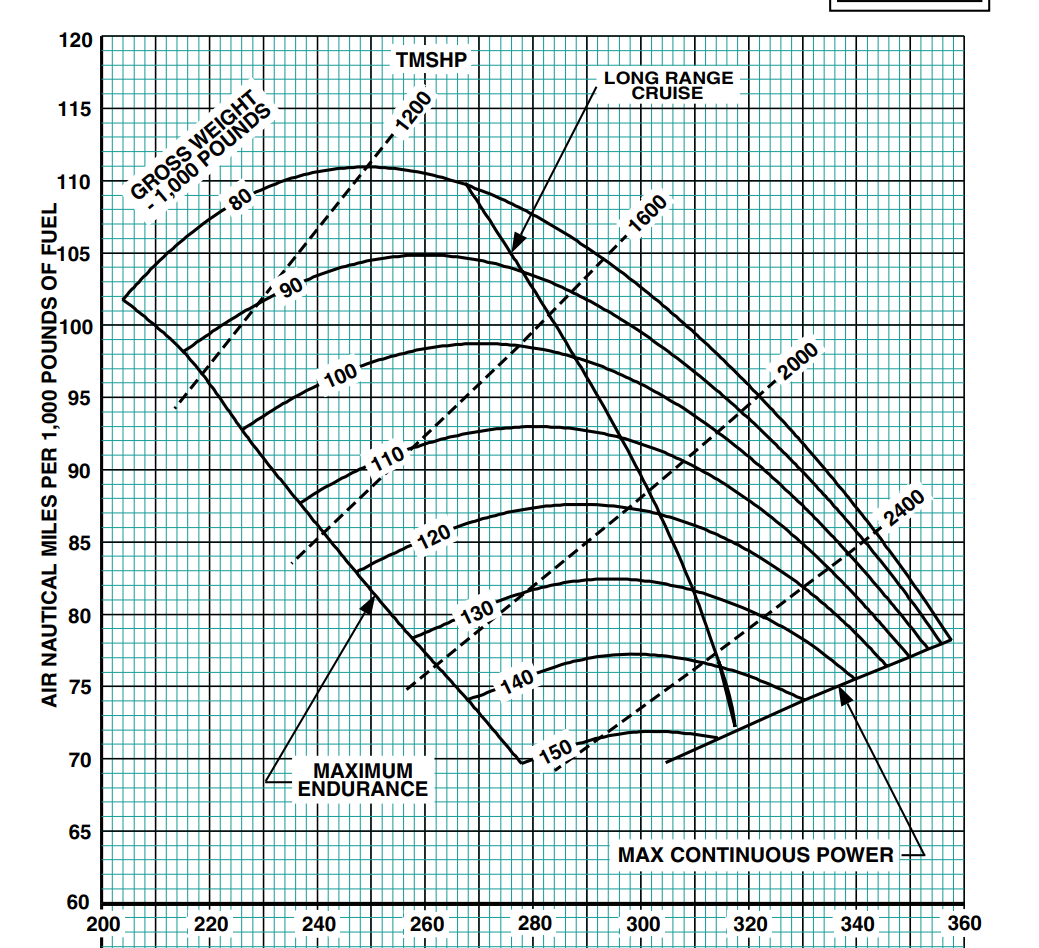 120
TMSHP
LONG RANGE
CRUISE
1200
115
GROSS WEIGHT
- 1,000 POUNDS
110
80
1600
105
90
100
100
2000
95
110
90
2400
120
85
130
80
140
75
150
70
MAXIMUM
ENDURANCE
65
MAX CONTINUOUS POWER
60
AIR NAUTICAL MILES PER 1,000 POUNDS OF FUEL
200 220 240 260 280 300 320 340 360